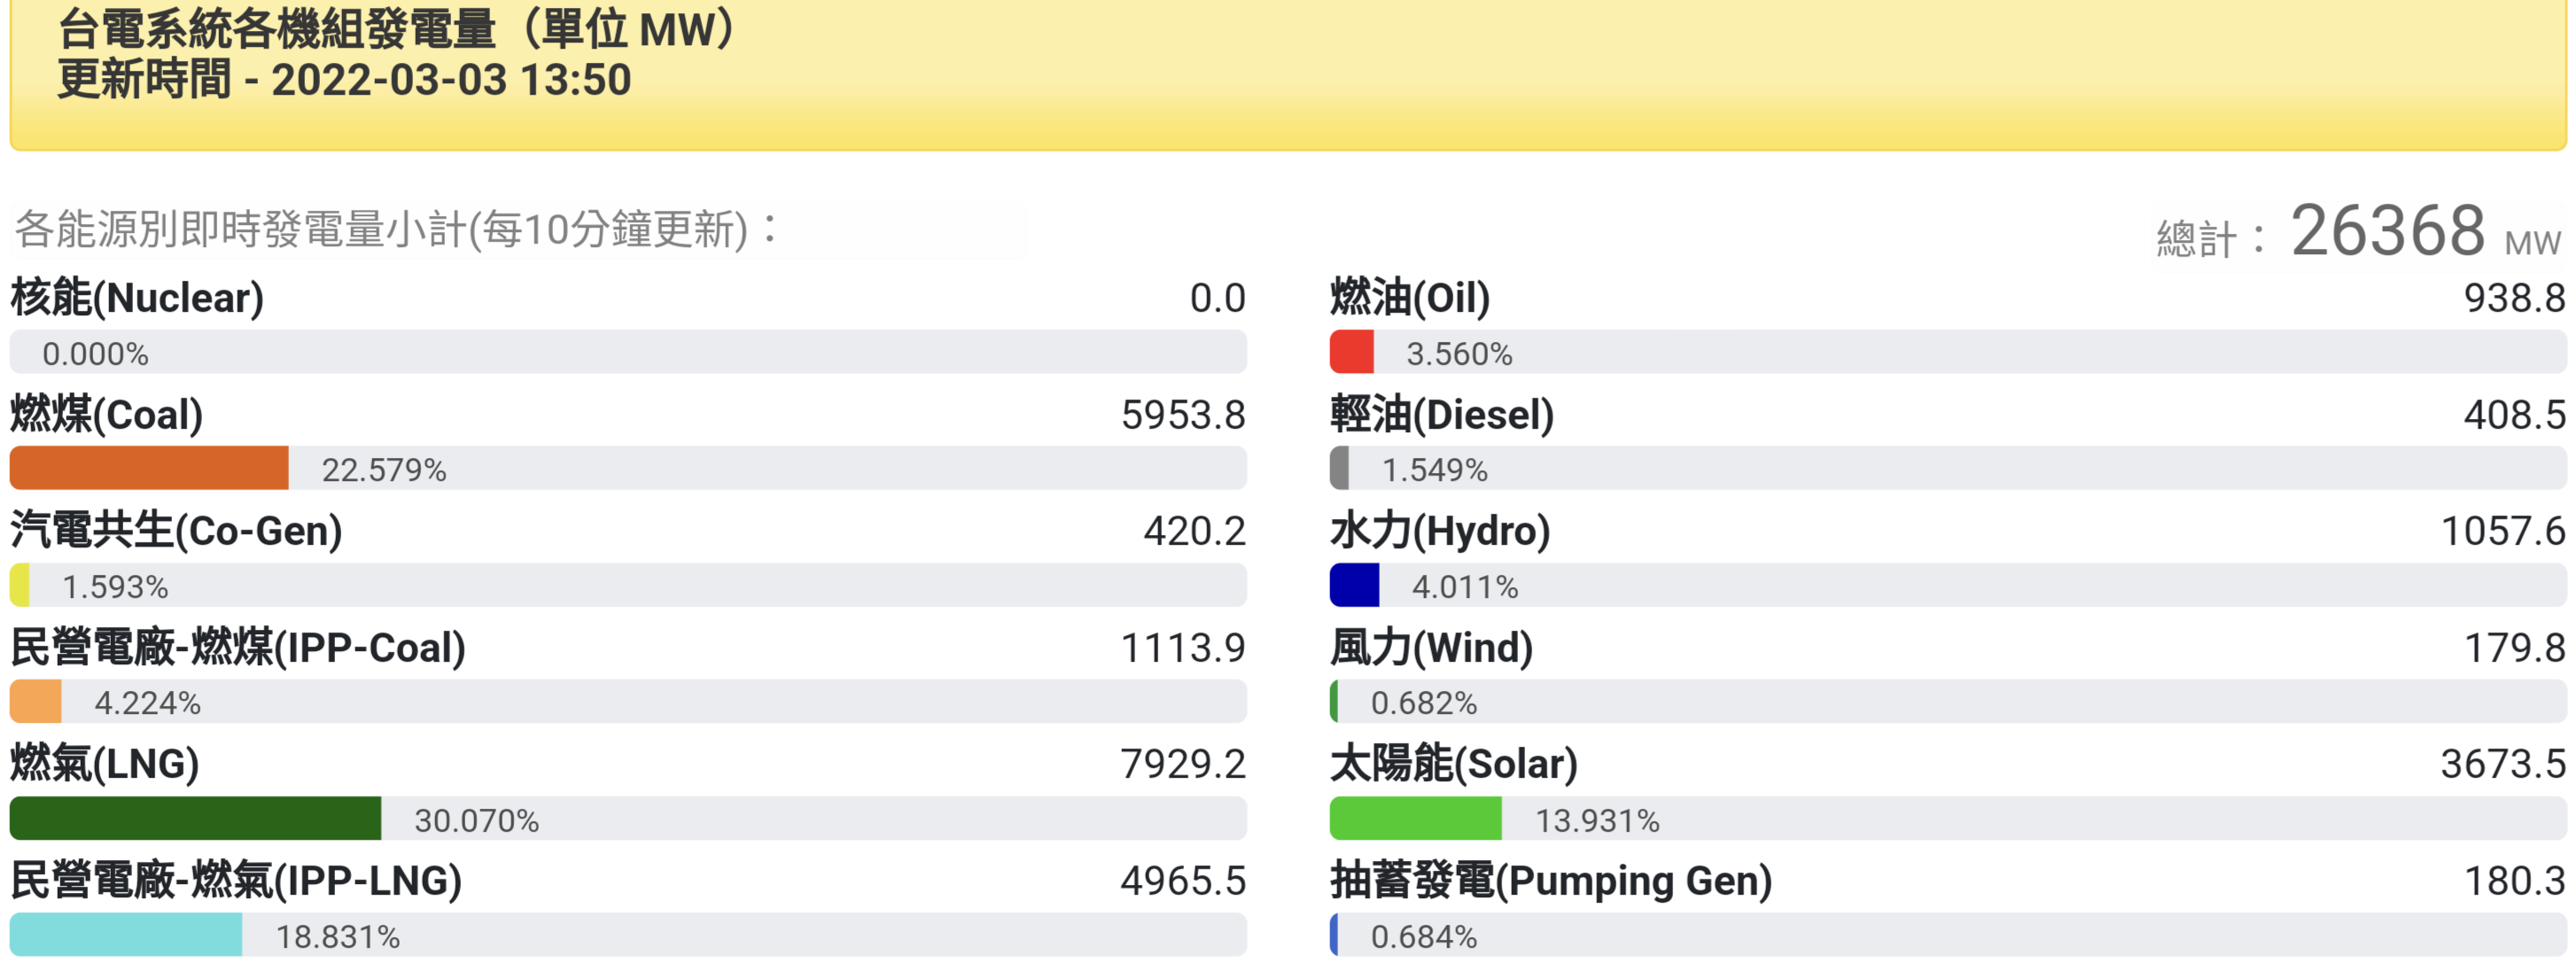 台電系統各機組發電量（單位 MW）
更新時間 - 2022-03-03 13:50
各能源別即時發電量小計(每10分鐘更新)：
總計： 26368 MW
核能(Nuclear) 0.0
0.000%
燃煤(Coal) 5953.8
22.579%
汽電共生(Co-Gen) 420.2
1.593%
民營電廠-燃煤(IPP-Coal) 1113.9
4.224%
燃氣(LNG) 7929.2
30.070%
民營電廠-燃氣(IPP-LNG) 4965.5
18.831%
燃油(Oil) 938.8
3.560%
輕油(Diesel) 408.5
1.549%
水力(Hydro) 1057.6
4.011%
風力(Wind) 179.8
0.682%
太陽能(Solar) 3673.5
13.931%
抽蓄發電(Pumping Gen) 180.3
0.684%